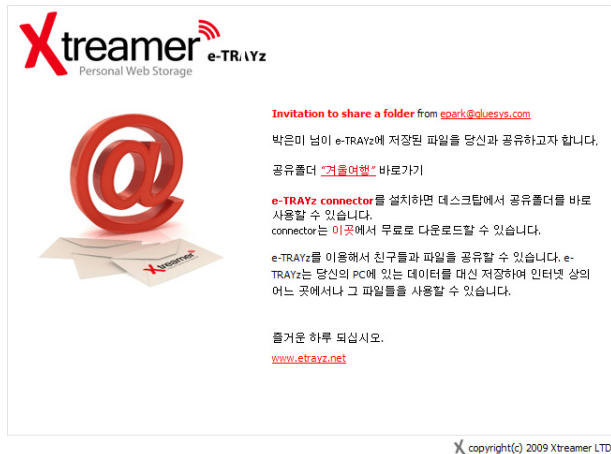 Xtreamer e-TRAYz
Personal Web Storage
Invitation to share a folder from epark@gluesys.com
박은미 님이 e-TRAYz에 저장된 파일을 당신과 공유하고자 합니다.
공유폴더 "겨울여행" 바로가기
e-TRAYz connector를 설치하면 데스크탑에서 공유폴더를 바로
사용할 수 있습니다.
connector는 이곳에서 무료로 다운로드할 수 있습니다.
e-TRAYz를 이용해서 친구들과 파일을 공유할 수 있습니다. e-
TRAYz는 당신의 PC에 있는 데이터를 대신 저장하여 인터넷 상의
어느 곳에서나 그 파일들을 사용할 수 있습니다.
즐거운 하루 되십시오.
www.etrayz.net
Xtreamer
X copyright(c) 2009 Xtreamer LTD